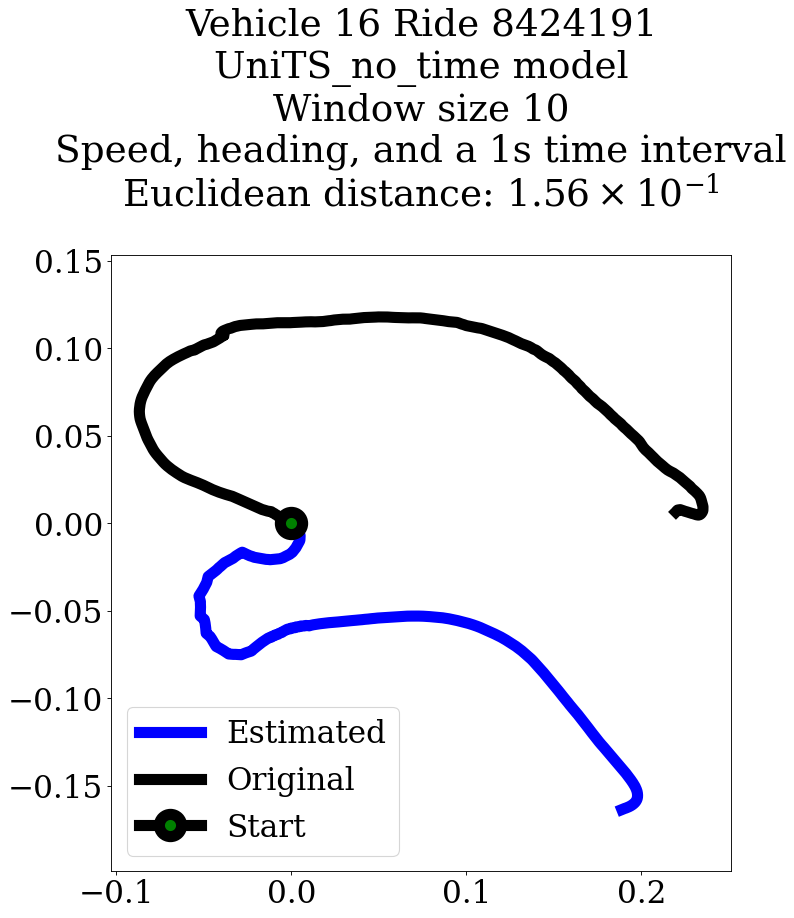 Vehicle 16 Ride 8424191
UniTS_no_time model
Window size 10
Speed, heading, and a 1s time interval
Euclidean distance: 1.56 × 10⁻¹
0.15
0.10
0.05
0.00
−0.05
−0.10
−0.15
Estimated
Original
Start
−0.1
0.0
0.1
0.2